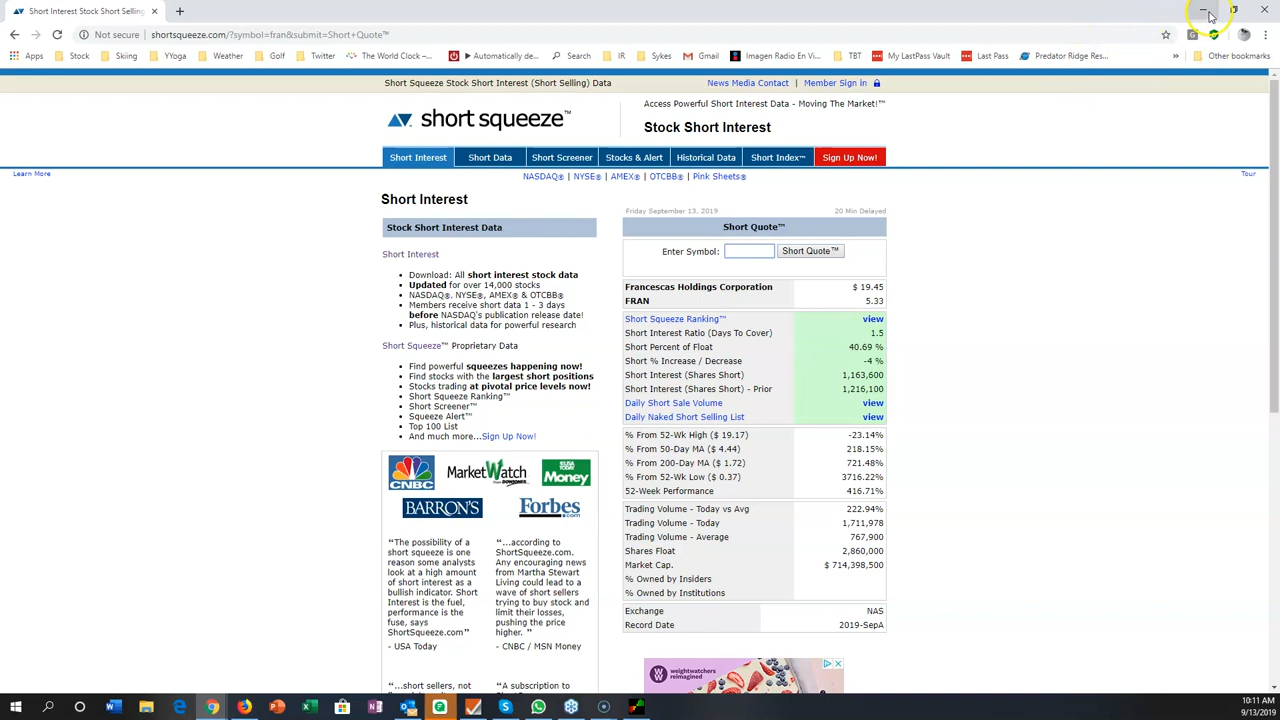 Short Interest Stock Short Selling
Not secure | shortsqueeze.com/?symbol=fran&submit=Short+Quote™
Apps Stock Skiing YYoga Weather Golf Twitter The World Clock –... ▶ Automatically de... Search IR Sykes Gmail Imagen Radio En Vi... TBT My LastPass Vault Last Pass Predator Ridge Res... » Other bookmarks
Short Squeeze Stock Short Interest (Short Selling) Data
News Media Contact | Member Sign in
short squeeze™
Access Powerful Short Interest Data - Moving The Market!™
Stock Short Interest
Short Interest Short Data Short Screener Stocks & Alert Historical Data Short Index™ Sign Up Now!
Learn More
NASDAQ® | NYSE® | AMEX® | OTCBB® | Pink Sheets®
Tour
Short Interest
Stock Short Interest Data
Short Interest
• Download: All short interest stock data
• Updated for over 14,000 stocks
• NASDAQ®, NYSE®, AMEX® & OTCBB®
• Members receive short data 1 - 3 days
before NASDAQ's publication release date!
• Plus, historical data for powerful research
Short Squeeze™ Proprietary Data
• Find powerful squeezes happening now!
• Find stocks with the largest short positions
• Stocks trading at pivotal price levels now!
• Short Squeeze Ranking™
• Short Screener™
• Squeeze Alert™
• Top 100 List
• And much more...Sign Up Now!
CNBC MarketWatch FROM DOWJONES USA TODAY Money
BARRON'S Forbes.com
“The possibility of a
short squeeze is one
reason some analysts
look at a high amount
of short interest as a
bullish indicator. Short
Interest is the fuel,
performance is the
fuse, says
ShortSqueeze.com”
- USA Today
“...according to
ShortSqueeze.com.
Any encouraging news
from Martha Stewart
Living could lead to a
wave of short sellers
trying to buy stock and
limit their losses,
pushing the price
higher. ”
- CNBC / MSN Money
“...short sellers, not
“A subscription to
Friday September 13, 2019 20 Min Delayed
Short Quote™
Enter Symbol: Short Quote™
Francescas Holdings Corporation $ 19.45
FRAN 5.33
Short Squeeze Ranking™ view
Short Interest Ratio (Days To Cover) 1.5
Short Percent of Float 40.69 %
Short % Increase / Decrease -4 %
Short Interest (Shares Short) 1,163,600
Short Interest (Shares Short) - Prior 1,216,100
Daily Short Sale Volume view
Daily Naked Short Selling List view
% From 52-Wk High ($ 19.17) -23.14%
% From 50-Day MA ($ 4.44) 218.15%
% From 200-Day MA ($ 1.72) 721.48%
% From 52-Wk Low ($ 0.37) 3716.22%
52-Week Performance 416.71%
Trading Volume - Today vs Avg 222.94%
Trading Volume - Today 1,711,978
Trading Volume - Average 767,900
Shares Float 2,860,000
Market Cap. $ 714,398,500
% Owned by Insiders
% Owned by Institutions
Exchange NAS
Record Date 2019-SepA
weightwatchers
reimagined
10:11 AM
9/13/2019